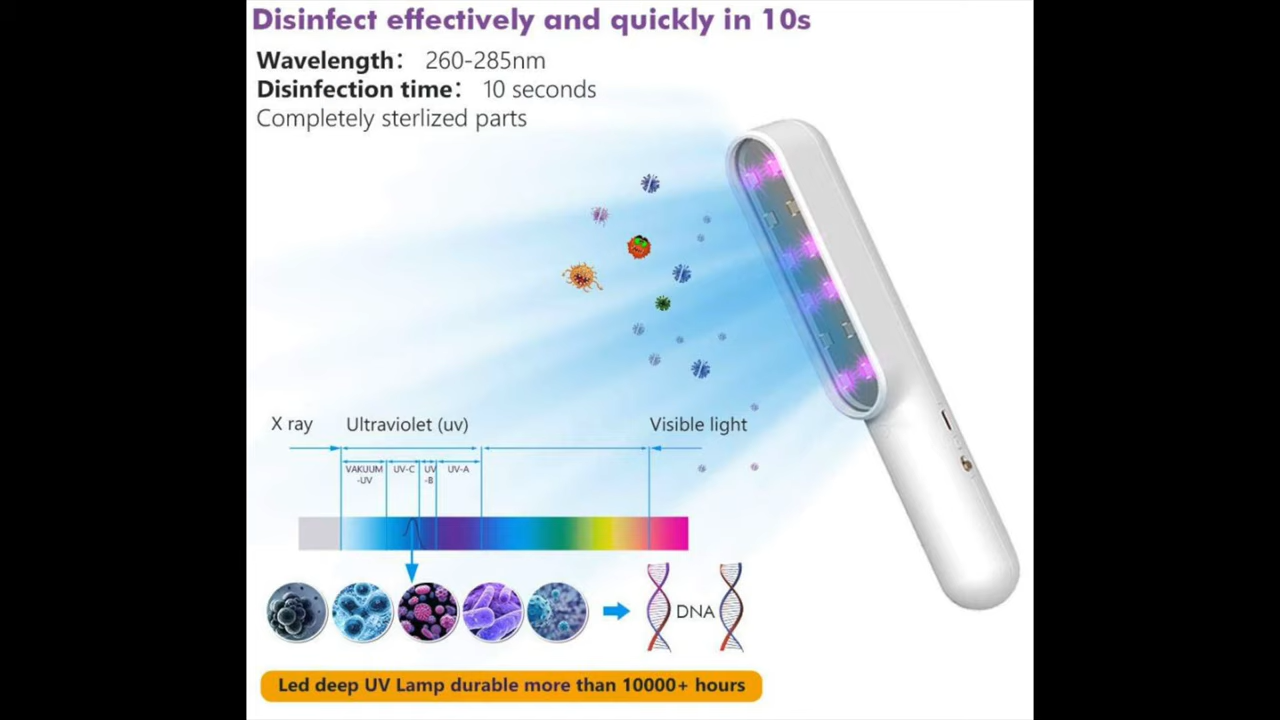 Disinfect effectively and quickly in 10s
Wavelength： 260-285nm
Disinfection time： 10 seconds
Completely sterlized parts
X ray
Ultraviolet (uv)
Visible light
VAKUUM
-UV
UV-C
UV
-B
UV-A
DNA
Led deep UV Lamp durable more than 10000+ hours